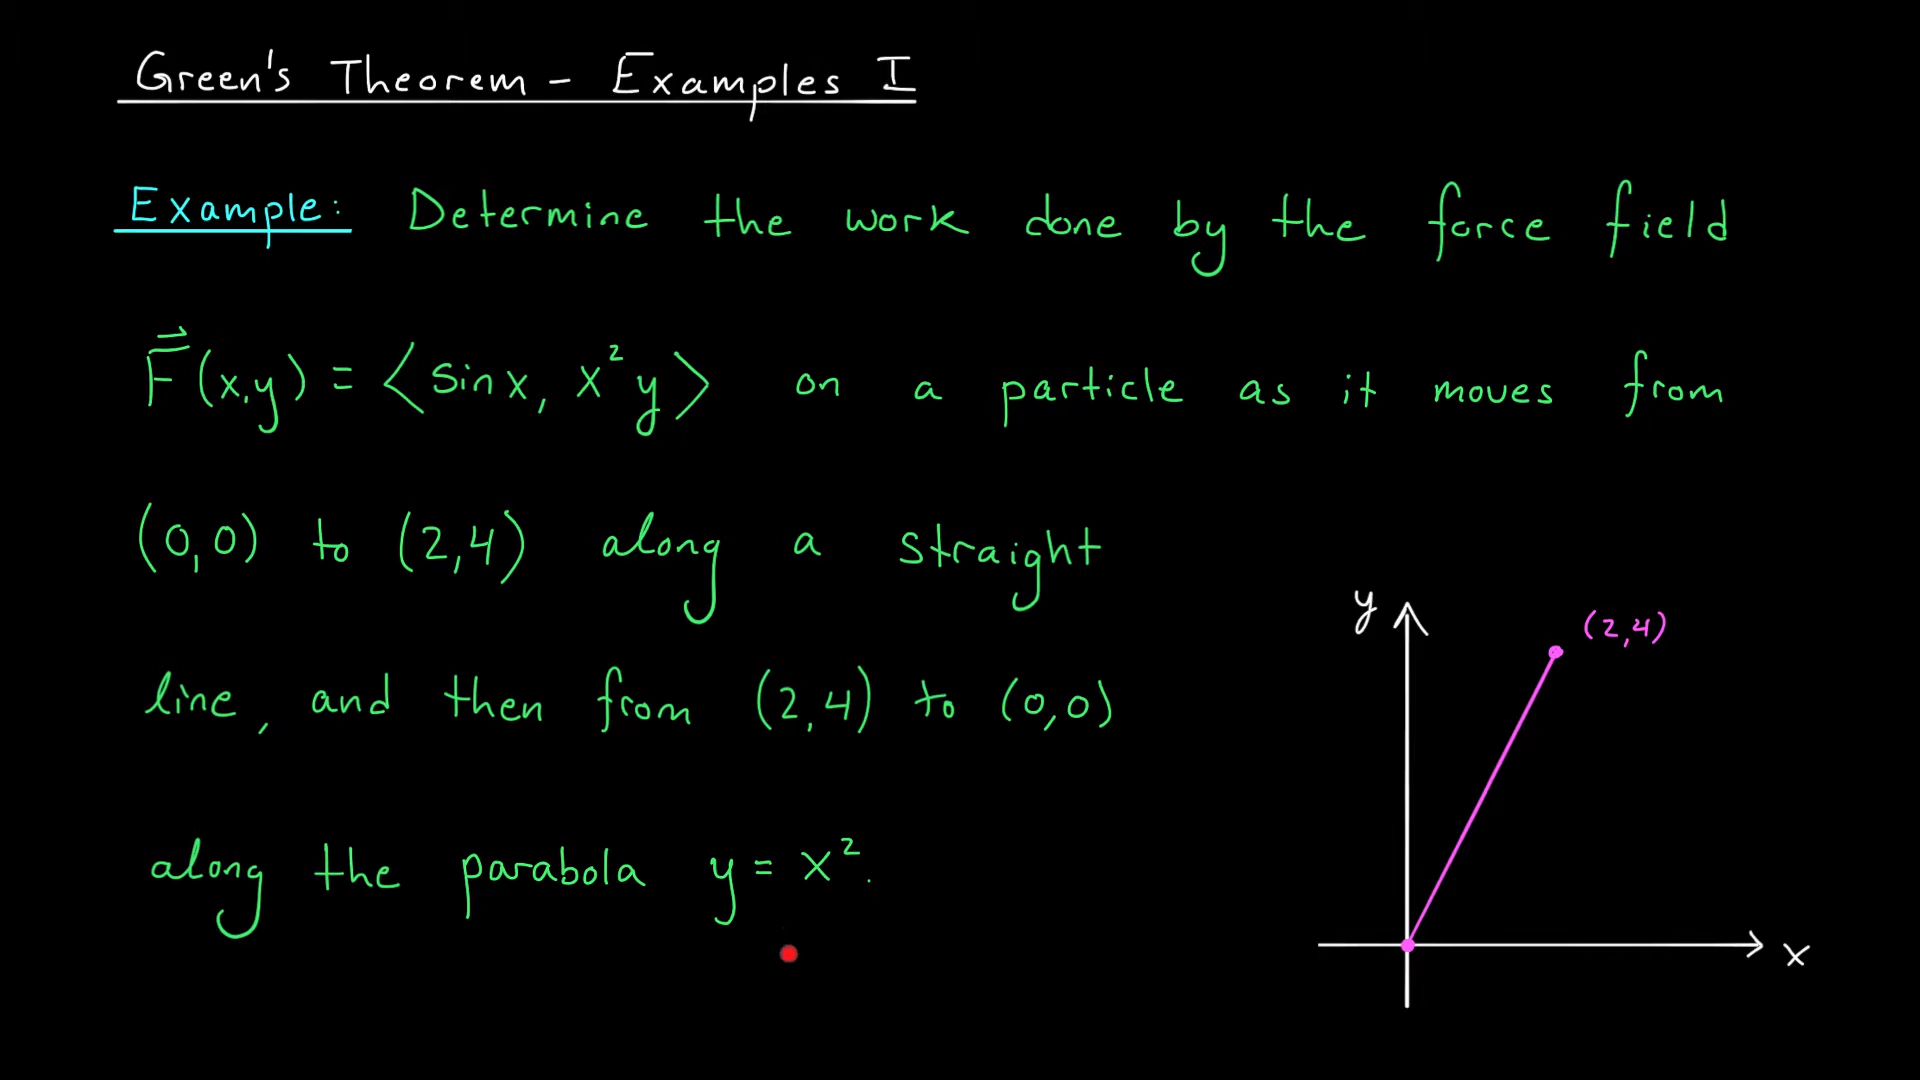 Green's Theorem – Examples I
Example: Determine the work done by the force field
F⃗(x,y) = ⟨sinx, x²y⟩ on a particle as it moves from
(0,0) to (2,4) along a straight
line, and then from (2,4) to (0,0)
along the parabola y = x².
y
(2,4)
x